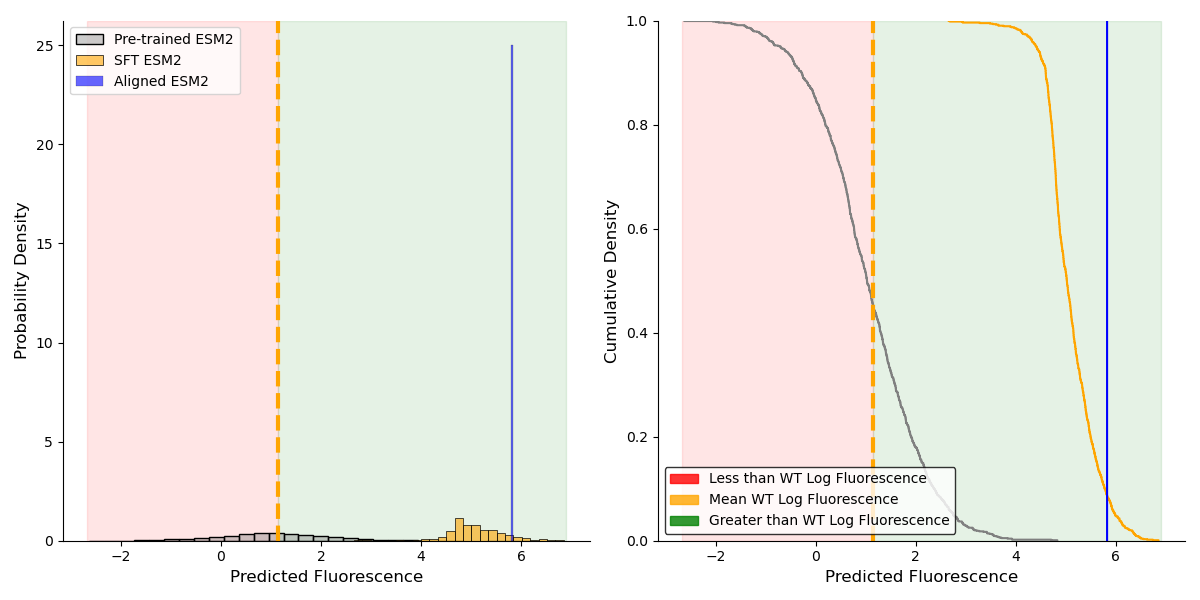 Pre-trained ESM2
SFT ESM2
Aligned ESM2
25
20
15
10
5
0
Probability Density
−2
0
2
4
6
Predicted Fluorescence
1.0
0.8
0.6
0.4
0.2
0.0
Cumulative Density
Less than WT Log Fluorescence
Mean WT Log Fluorescence
Greater than WT Log Fluorescence
−2
0
2
4
6
Predicted Fluorescence